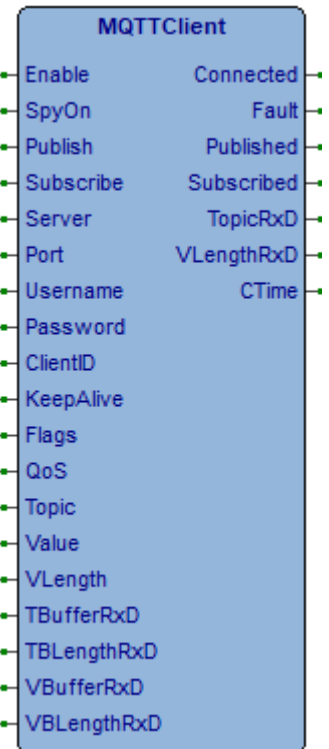 MQTTClient
Enable Connected
SpyOn Fault
Publish Published
Subscribe Subscribed
Server TopicRxD
Port VLengthRxD
Username CTime
Password
ClientID
KeepAlive
Flags
QoS
Topic
Value
VLength
TBufferRxD
TBLengthRxD
VBufferRxD
VBLengthRxD